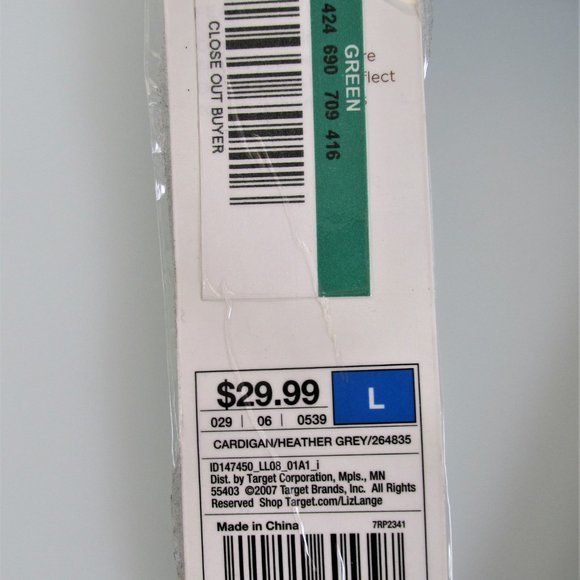 re
flect
GREEN
424 690 709 416
CLOSE OUT BUYER
$29.99
L
029 | 06 | 0539
CARDIGAN/HEATHER GREY/264835
ID147450_LL08_01A1_i
Dist. by Target Corporation, Mpls., MN
55403 ©2007 Target Brands, Inc. All Rights
Reserved Shop Target.com/LizLange
Made in China
7RP2341